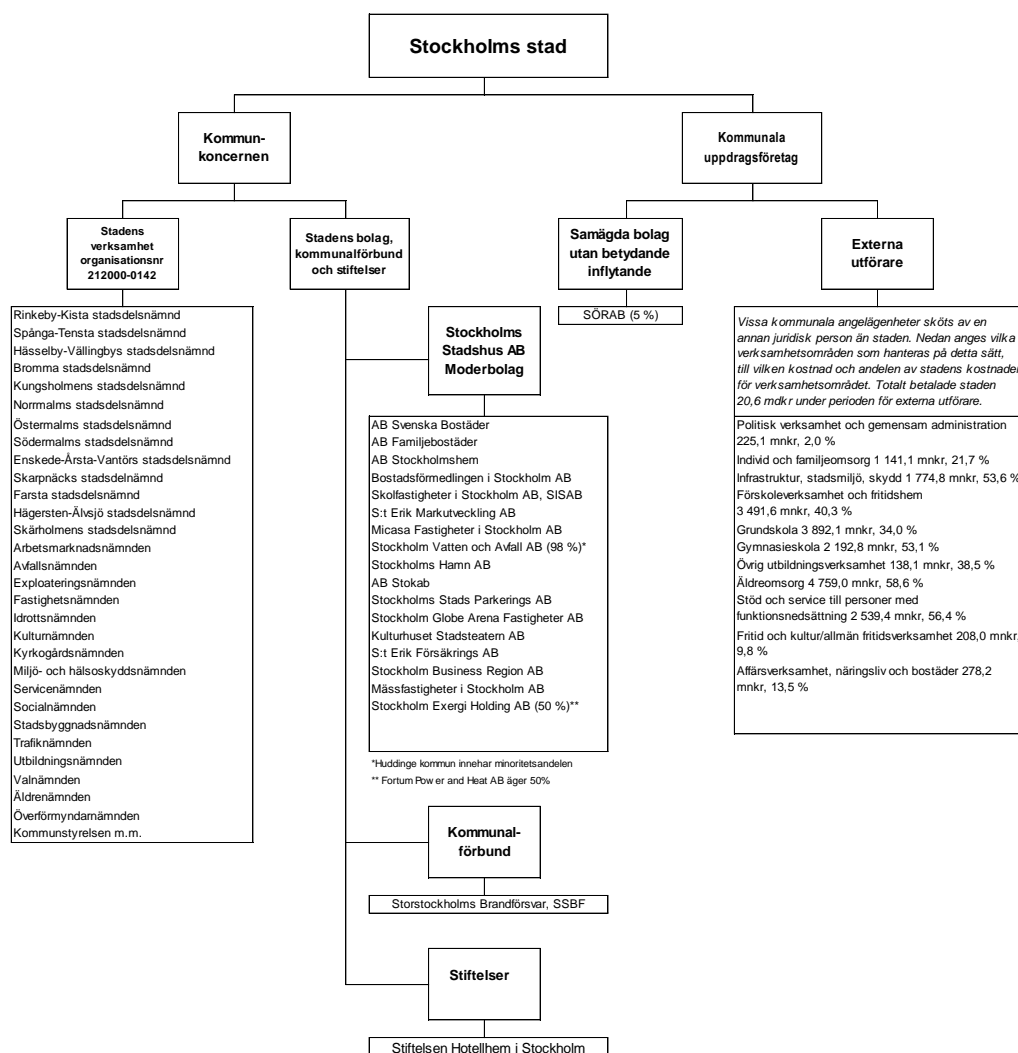 Stockholms stad
Kommun-
koncernen
Kommunala
uppdragsföretag
Stadens
verksamhet
organisationsnr
212000-0142
Stadens bolag,
kommunalförbund
och stiftelser
Samägda bolag
utan betydande
inflytande
Externa
utförare
Rinkeby-Kista stadsdelsnämnd
Spånga-Tensta stadsdelnämnd
Hässelby-Vällingbys stadsdelsnämnd
Bromma stadsdelsnämnd
Kungsholmens stadsdelsnämnd
Norrmalms stadsdelsnämnd
Östermalms stadsdelsnämnd
Södermalms stadsdelsnämnd
Enskede-Årsta-Vantörs stadsdelsnämnd
Skarpnäcks stadsdelnämnd
Farsta stadsdelsnämnd
Hägersten-Älvsjö stadsdelsnämnd
Skärholmens stadsdelsnämnd
Arbetsmarknadsnämnden
Avfallsnämnden
Exploateringsnämnden
Fastighetsnämnden
Idrottsnämnden
Kulturnämnden
Kyrkogårdsnämnden
Miljö- och hälsoskyddsnämnden
Servicenämnden
Socialnämnden
Stadsbyggnadsnämnden
Trafiknämnden
Utbildningsnämnden
Valnämnden
Äldrenämnden
Överförmyndarnämnden
Kommunstyrelsen m.m.
Stockholms
Stadshus AB
Moderbolag
AB Svenska Bostäder
AB Familjebostäder
AB Stockholmshem
Bostadsförmedlingen i Stockholm AB
Skolfastigheter i Stockholm AB, SISAB
S:t Erik Markutveckling AB
Micasa Fastigheter i Stockholm AB
Stockholm Vatten och Avfall AB (98 %)*
Stockholms Hamn AB
AB Stokab
Stockholms Stads Parkerings AB
Stockholm Globe Arena Fastigheter AB
Kulturhuset Stadsteatern AB
S:t Erik Försäkrings AB
Stockholm Business Region AB
Mässfastigheter i Stockholm AB
Stockholm Exergi Holding AB (50 %)**
*Huddinge kommun innehar minoritetsandelen
** Fortum Power and Heat AB äger 50%
Kommunal-
förbund
Storstockholms Brandförsvar, SSBF
Stiftelser
Stiftelsen Hotellhem i Stockholm
SÖRAB (5 %)
Vissa kommunala angelägenheter sköts av en
annan juridisk person än staden. Nedan anges vilka
verksamhetsområden som hanteras på detta sätt,
till vilken kostnad och andelen av stadens kostnader
för verksamhetsområdet. Totalt betalade staden
20,6 mdkr under perioden för externa utförare.
Politisk verksamhet och gemensam administration
225,1 mnkr, 2,0 %
Individ och familjeomsorg 1 141,1 mnkr, 21,7 %
Infrastruktur, stadsmiljö, skydd 1 774,8 mnkr, 53,6 %
Förskoleverksamhet och fritidshem
3 491,6 mnkr, 40,3 %
Grundskola 3 892,1 mnkr, 34,0 %
Gymnasieskola 2 192,8 mnkr, 53,1 %
Övrig utbildningsverksamhet 138,1 mnkr, 38,5 %
Äldreomsorg 4 759,0 mnkr, 58,6 %
Stöd och service till personer med
funktionsnedsättning 2 539,4 mnkr, 56,4 %
Fritid och kultur/allmän fritidsverksamhet 208,0 mnkr,
9,8 %
Affärsverksamhet, näringsliv och bostäder 278,2
mnkr, 13,5 %